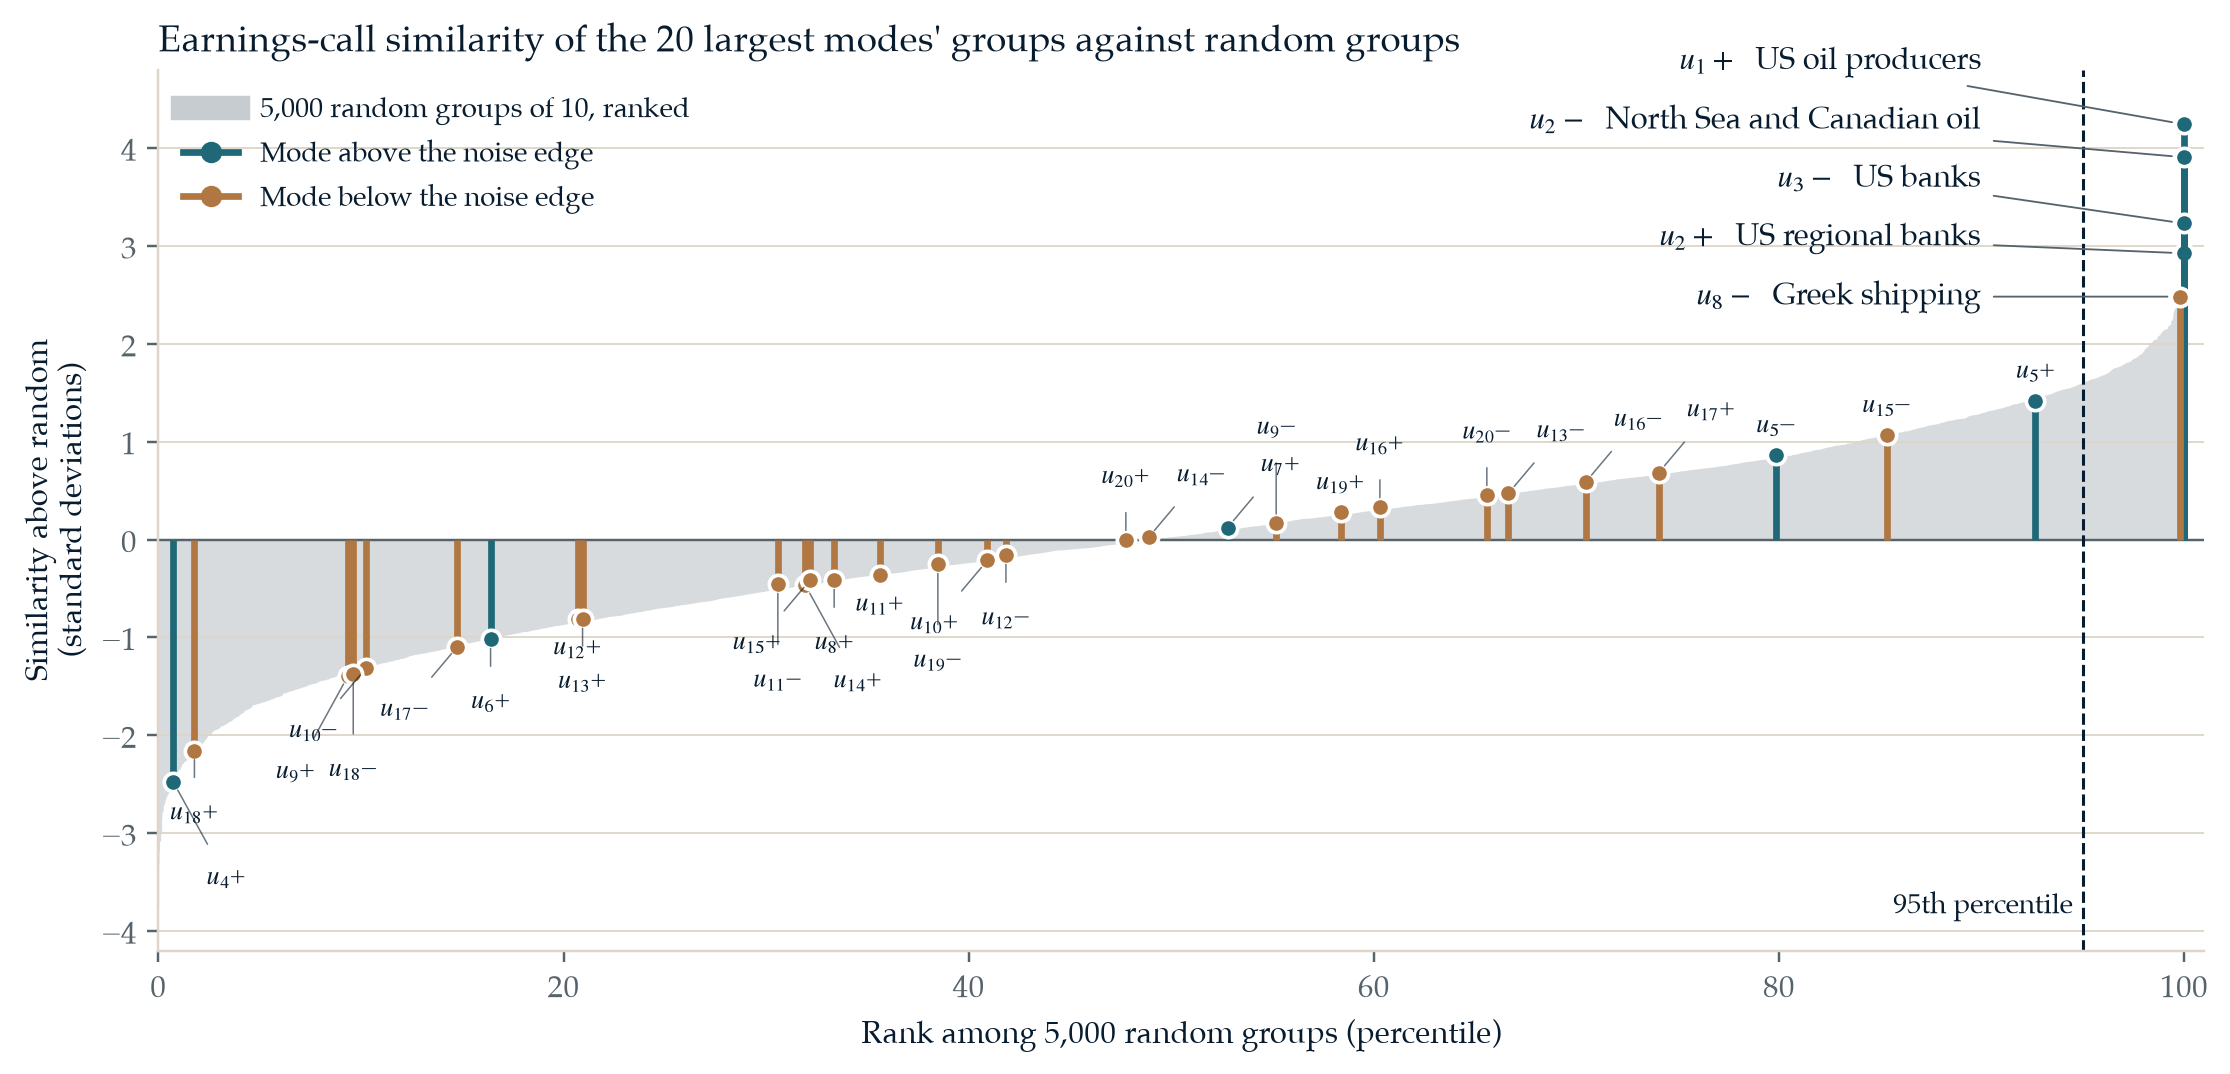 Earnings-call similarity of the 20 largest modes' groups against random groups
5,000 random groups of 10, ranked
Mode above the noise edge
Mode below the noise edge
u₁ + US oil producers
u₂ − North Sea and Canadian oil
u₃ − US banks
u₂ + US regional banks
u₈ − Greek shipping
u₅+
u₁₅−
u₅−
u₁₇+
u₁₆−
u₁₃−
u₂₀−
u₁₆+
u₁₉+
u₉−
u₇+
u₁₄−
u₂₀+
u₁₂−
u₁₀+
u₁₉−
u₁₁+
u₈+
u₁₄+
u₁₅+
u₁₁−
u₁₂+
u₁₃+
u₆+
u₁₇−
u₁₀−
u₉+
u₁₈−
u₁₈+
u₄+
95th percentile
4
3
2
1
0
−1
−2
−3
−4
Similarity above random
(standard deviations)
0
20
40
60
80
100
Rank among 5,000 random groups (percentile)